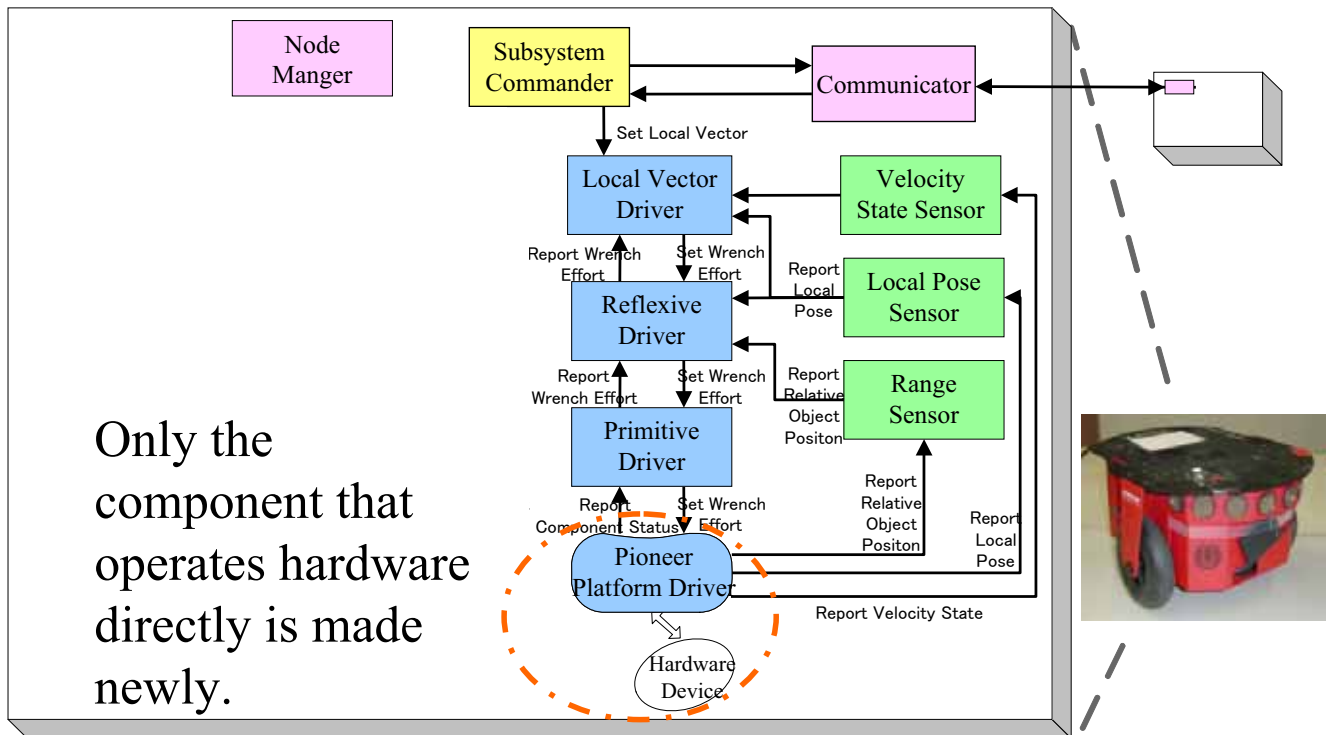 Node
Manger
Subsystem
Commander
Communicator
Set Local Vector
Local Vector
Driver
Velocity
State Sensor
Report Wrench
Effort
Set Wrench
Effort
Report
Local
Pose
Local Pose
Sensor
Reflexive
Driver
Report
Wrench Effort
Set Wrench
Effort
Report
Relative
Object
Positon
Range
Sensor
Primitive
Driver
Report
Component Status
Set Wrench
Effort
Report
Relative
Object
Positon
Report
Local
Pose
Pioneer
Platform Driver
Report Velocity State
Hardware
Device
Only the
component that
operates hardware
directly is made
newly.